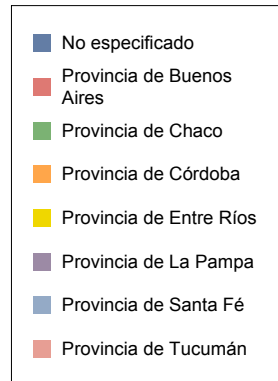 No especificado
Provincia de Buenos
Aires
Provincia de Chaco
Provincia de Córdoba
Provincia de Entre Ríos
Provincia de La Pampa
Provincia de Santa Fé
Provincia de Tucumán